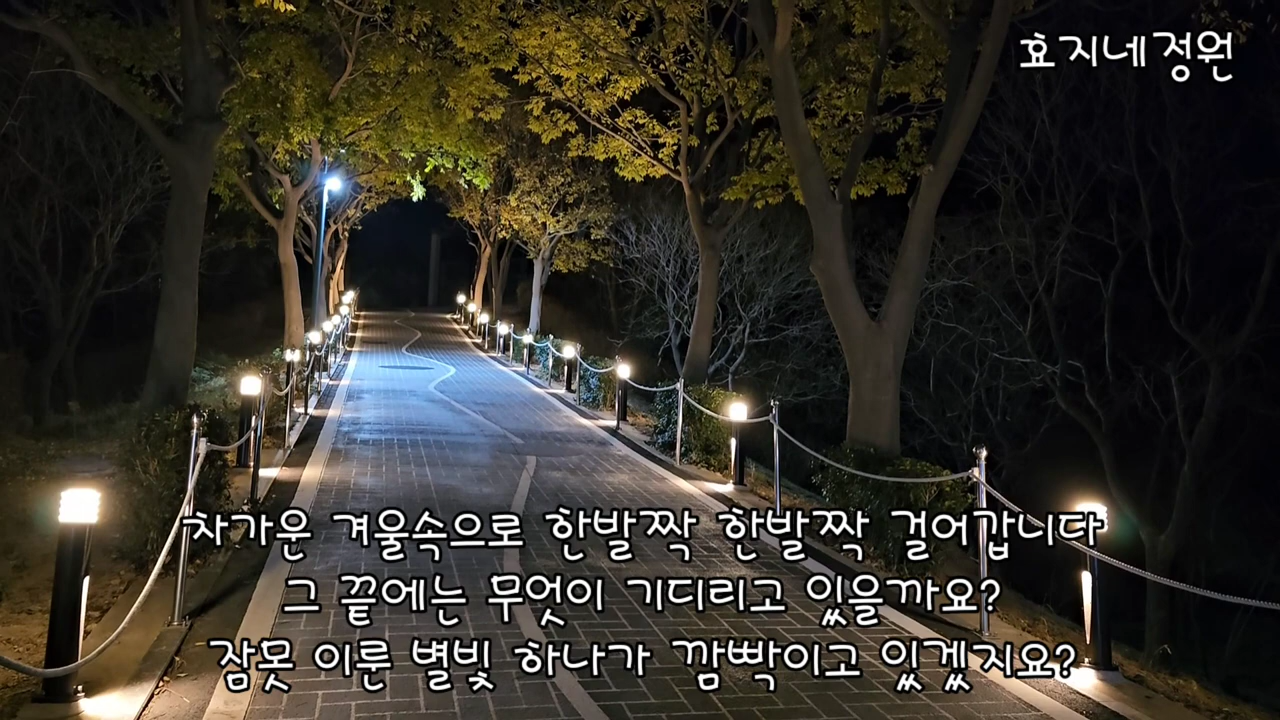 효지네정원
차가운 겨울속으로 한발짝 한발짝 걸어갑니다
그 끝에는 무엇이 기디리고 있을까요?
잠못 이룬 별빛 하나가 깜빡이고 있겠지요?